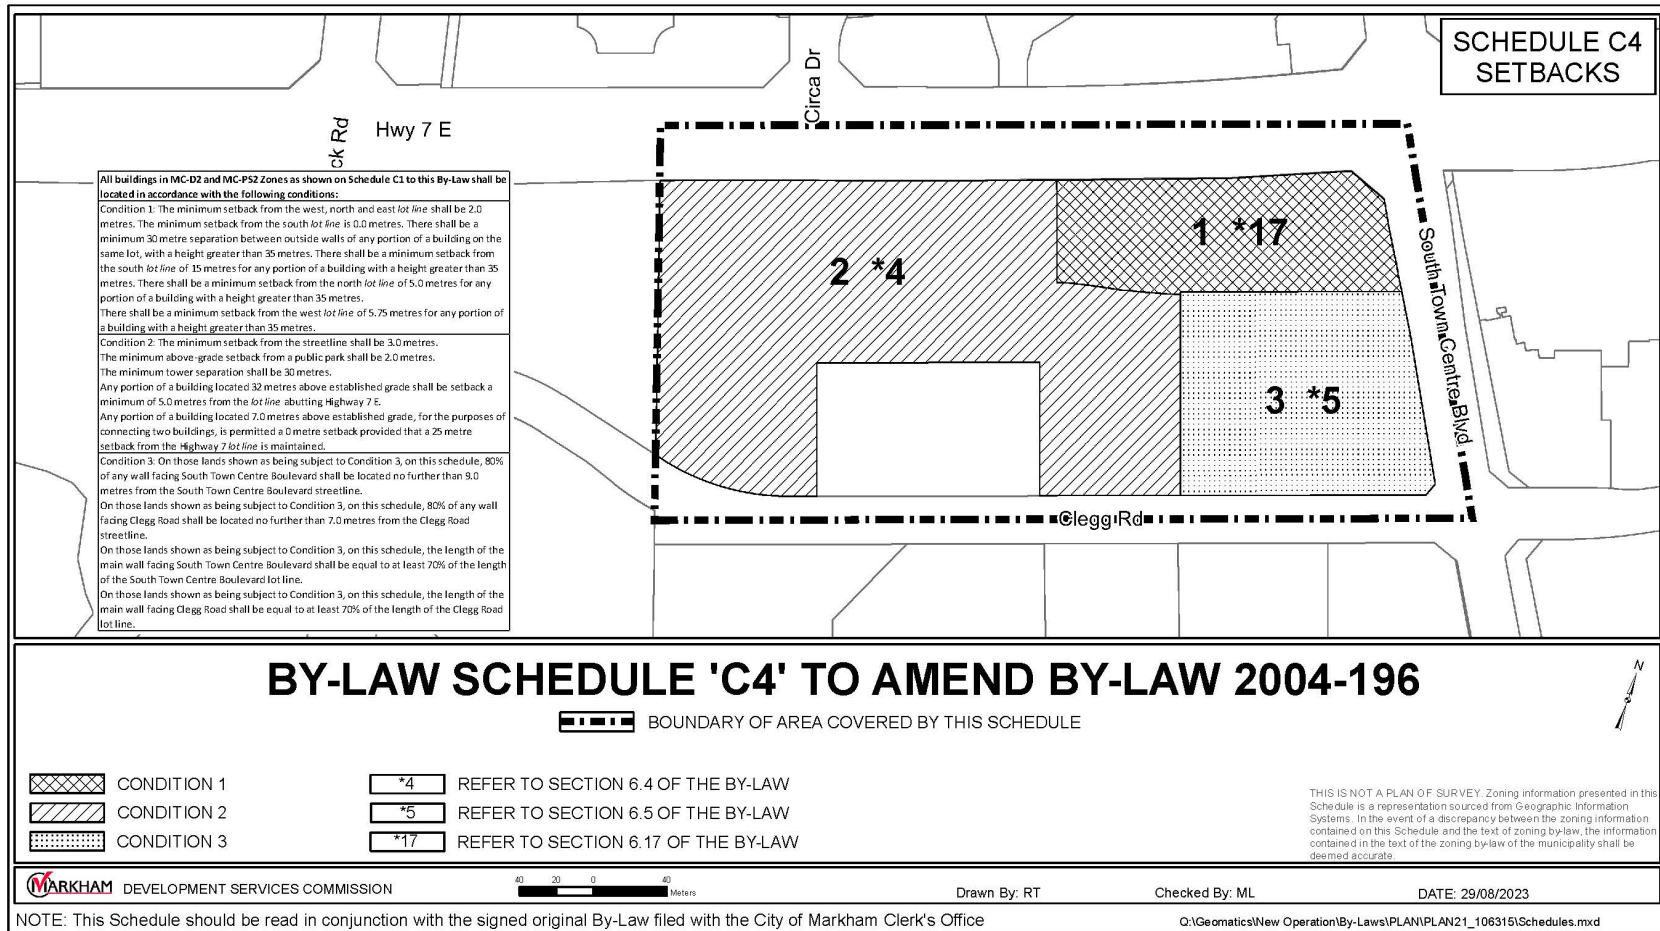 SCHEDULE C4
SETBACKS
Circa Dr
ck Rd
Hwy 7 E
All buildings in MC-D2 and MC-PS2 Zones as shown on Schedule C1 to this By-Law shall be
located in accordance with the following conditions:
Condition 1: The minimum setback from the west, north and east lot line shall be 2.0
metres. The minimum setback from the south lot line is 0.0 metres. There shall be a
minimum 30 metre separation between outside walls of any portion of a building on the
same lot, with a height greater than 35 metres. There shall be a minimum setback from
the south lot line of 15 metres for any portion of a building with a height greater than 35
metres. There shall be a minimum setback from the north lot line of 5.0 metres for any
portion of a building with a height greater than 35 metres.
There shall be a minimum setback from the west lot line of 5.75 metres for any portion of
a building with a height greater than 35 metres.
Condition 2: The minimum setback from the streetline shall be 3.0 metres.
The minimum above-grade setback from a public park shall be 2.0 metres.
The minimum tower separation shall be 30 metres.
Any portion of a building located 32 metres above established grade shall be setback a
minimum of 5.0 metres from the lot line abutting Highway 7 E.
Any portion of a building located 7.0 metres above established grade, for the purposes of
connecting two buildings, is permitted a 0 metre setback provided that a 25 metre
setback from the Highway 7 lot line is maintained.
Condition 3: On those lands shown as being subject to Condition 3, on this schedule, 80%
of any wall facing South Town Centre Boulevard shall be located no further than 9.0
metres from the South Town Centre Boulevard streetline.
On those lands shown as being subject to Condition 3, on this schedule, 80% of any wall
facing Clegg Road shall be located no further than 7.0 metres from the Clegg Road
streetline.
On those lands shown as being subject to Condition 3, on this schedule, the length of the
main wall facing South Town Centre Boulevard shall be equal to at least 70% of the length
of the South Town Centre Boulevard lot line.
On those lands shown as being subject to Condition 3, on this schedule, the length of the
main wall facing Clegg Road shall be equal to at least 70% of the length of the Clegg Road
lot line.
1 *17
2 *4
3 *5
South Town Centre Blvd
Clegg Rd
BY-LAW SCHEDULE 'C4' TO AMEND BY-LAW 2004-196
BOUNDARY OF AREA COVERED BY THIS SCHEDULE
N
CONDITION 1
CONDITION 2
CONDITION 3
*4 REFER TO SECTION 6.4 OF THE BY-LAW
*5 REFER TO SECTION 6.5 OF THE BY-LAW
*17 REFER TO SECTION 6.17 OF THE BY-LAW
THIS IS NOT A PLAN OF SURVEY. Zoning information presented in this
Schedule is a representation sourced from Geographic Information
Systems. In the event of a discrepancy between the zoning information
contained on this Schedule and the text of zoning by-law, the information
contained in the text of the zoning by-law of the municipality shall be
deemed accurate.
MARKHAM DEVELOPMENT SERVICES COMMISSION
40 20 0 40
Meters
Drawn By: RT
Checked By: ML
DATE: 29/08/2023
NOTE: This Schedule should be read in conjunction with the signed original By-Law filed with the City of Markham Clerk's Office
Q:\Geomatics\New Operation\By-Laws\PLAN\PLAN21_106315\Schedules.mxd